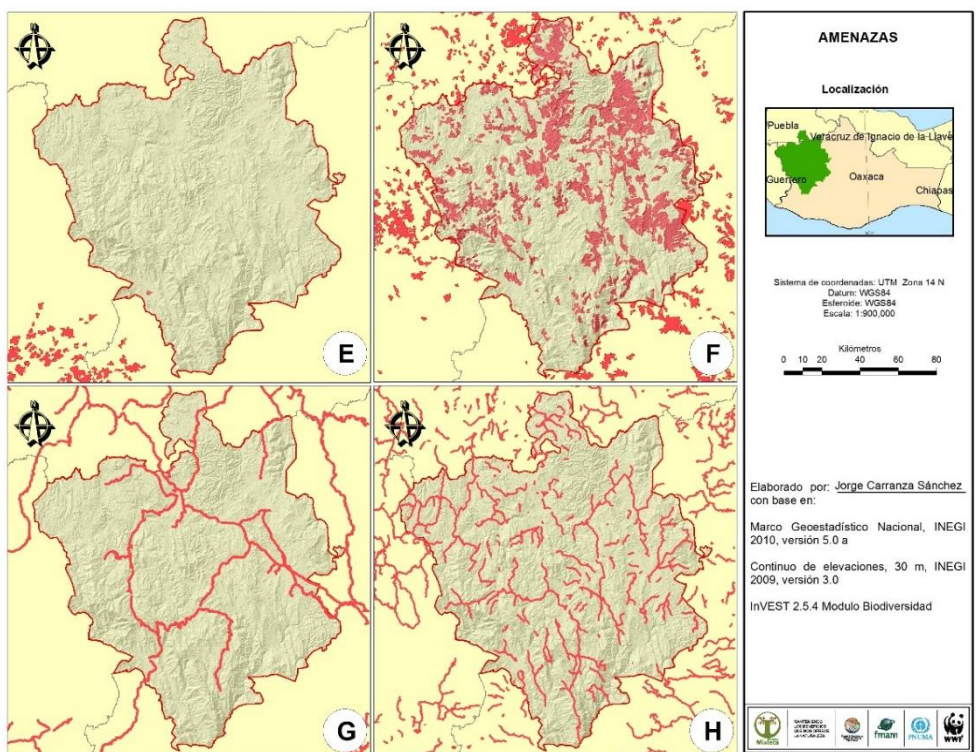 E
F
G
H
AMENAZAS
Localización
Puebla
Veracruz de Ignacio de la Llave
Guerrero
Oaxaca
Chiapas
Sistema de coordenadas: UTM Zona 14 N
Datum: WGS84
Esferoide: WGS84
Escala: 1:900,000
Kilómetros
0 10 20 40 60 80
Elaborado por: Jorge Carranza Sánchez
con base en:
Marco Geoestadístico Nacional, INEGI
2010, versión 5.0 a
Continuo de elevaciones, 30 m, INEGI
2009, versión 3.0
InVEST 2.5.4 Modulo Biodiversidad
Mixteca
fmam
PNUMA
WWF